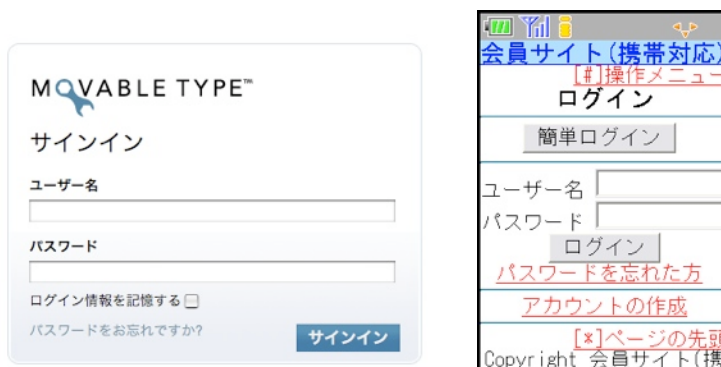 MOVABLE TYPE™
サインイン
ユーザー名
パスワード
ログイン情報を記憶する
パスワードをお忘れですか?
サインイン
会員サイト(携帯対応)
[#]操作メニュー
ログイン
簡単ログイン
ユーザー名
パスワード
ログイン
パスワードを忘れた方
アカウントの作成
[*]ページの先頭
Copyright 会員サイト(携